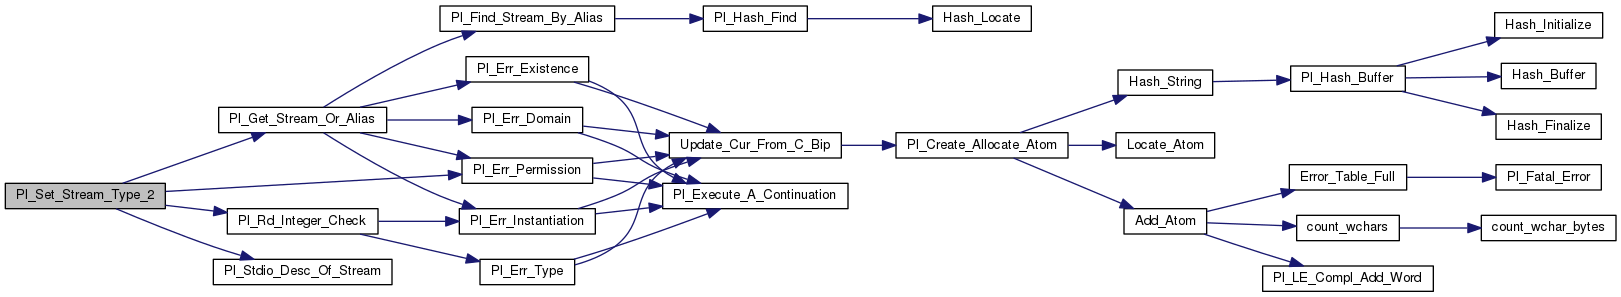 Pl_Set_Stream_Type_2
Pl_Get_Stream_Or_Alias
Pl_Rd_Integer_Check
Pl_Stdio_Desc_Of_Stream
Pl_Find_Stream_By_Alias
Pl_Err_Existence
Pl_Err_Domain
Pl_Err_Permission
Pl_Err_Instantiation
Pl_Err_Type
Pl_Hash_Find
Update_Cur_From_C_Bip
Pl_Execute_A_Continuation
Hash_Locate
Pl_Create_Allocate_Atom
Hash_String
Locate_Atom
Add_Atom
Pl_Hash_Buffer
Error_Table_Full
count_wchars
Pl_LE_Compl_Add_Word
Hash_Initialize
Hash_Buffer
Hash_Finalize
Pl_Fatal_Error
count_wchar_bytes